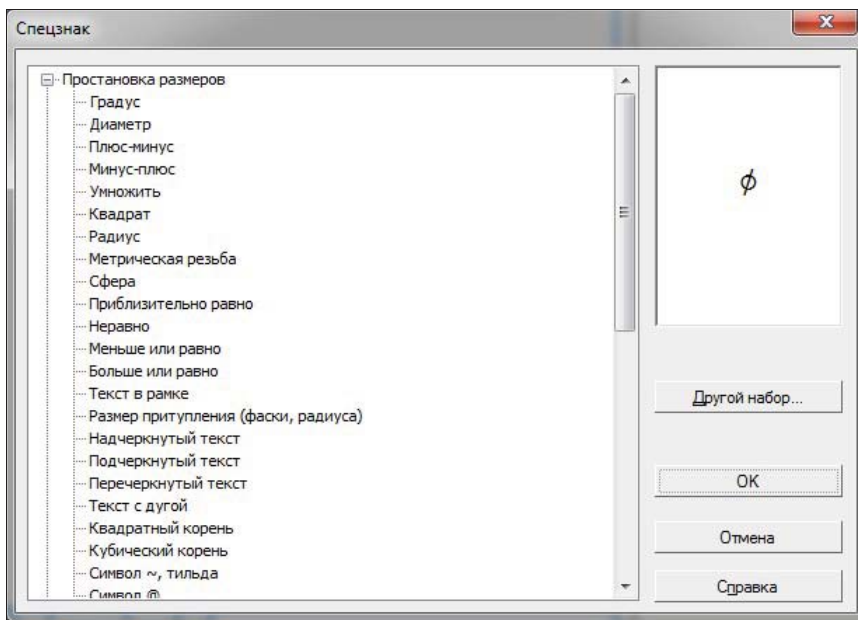 Спецзнак
Простановка размеров
Градус
Диаметр
Плюс-минус
Минус-плюс
Умножить
Квадрат
Радиус
Метрическая резьба
Сфера
Приблизительно равно
Неравно
Меньше или равно
Больше или равно
Текст в рамке
Размер притупления (фаски, радиуса)
Надчеркнутый текст
Подчеркнутый текст
Перечеркнутый текст
Текст с дугой
Квадратный корень
Кубический корень
Символ ~, тильда
Символ @
ϕ
Другой набор...
OK
Отмена
Справка